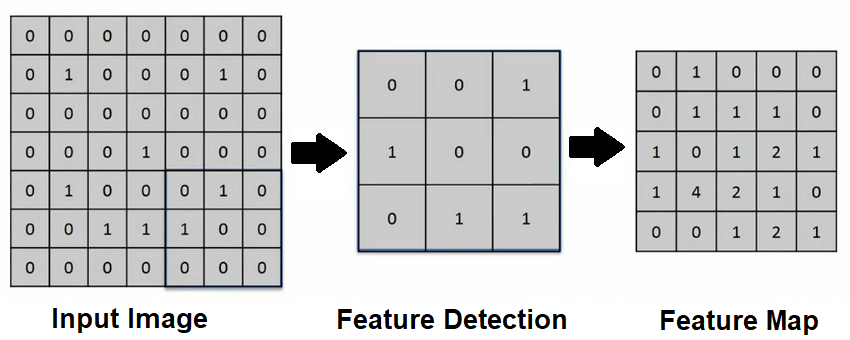 0 0 0 0 0 0 0
0 1 0 0 0 1 0
0 0 0 0 0 0 0
0 0 0 1 0 0 0
0 1 0 0 0 1 0
0 0 1 1 1 0 0
0 0 0 0 0 0 0
Input Image
0 0 1
1 0 0
0 1 1
Feature Detection
0 1 0 0 0
0 1 1 1 0
1 0 1 2 1
1 4 2 1 0
0 0 1 2 1
Feature Map